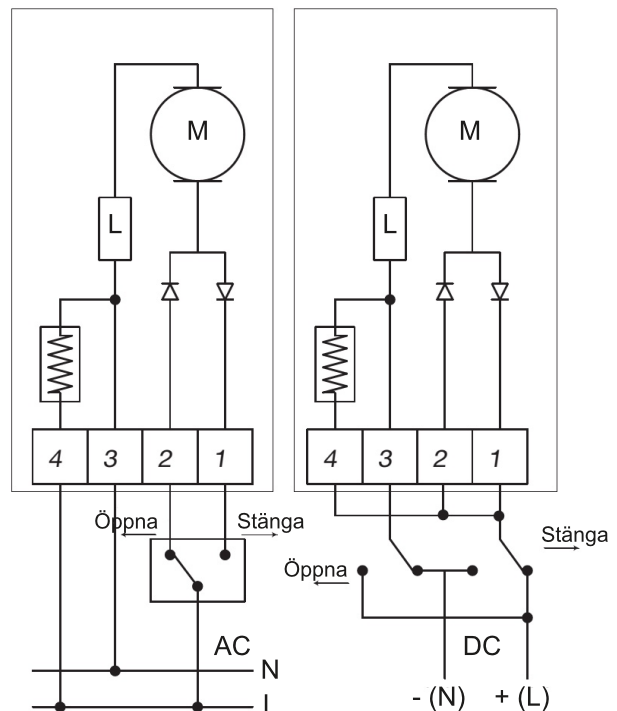 M
L
4 3 2 1
Öppna
Stänga
AC
N
L
M
L
4 3 2 1
Stänga
Öppna
DC
- (N) + (L)